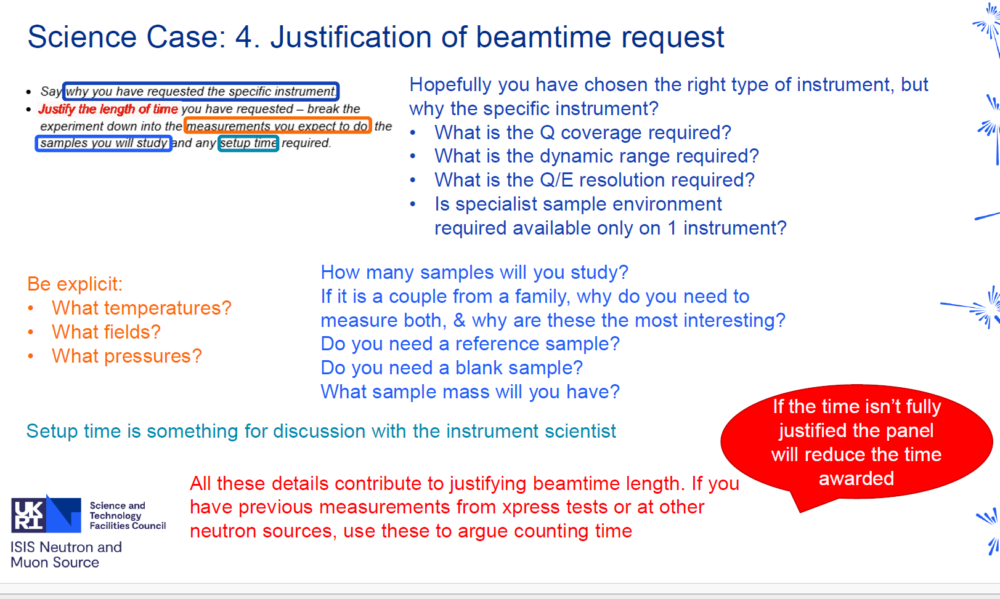 Science Case: 4. Justification of beamtime request
• Say why you have requested the specific instrument.
• Justify the length of time you have requested – break the
experiment down into the measurements you expect to do, the
samples you will study and any setup time required.
Hopefully you have chosen the right type of instrument, but
why the specific instrument?
• What is the Q coverage required?
• What is the dynamic range required?
• What is the Q/E resolution required?
• Is specialist sample environment
required available only on 1 instrument?
Be explicit:
• What temperatures?
• What fields?
• What pressures?
How many samples will you study?
If it is a couple from a family, why do you need to
measure both, & why are these the most interesting?
Do you need a reference sample?
Do you need a blank sample?
What sample mass will you have?
Setup time is something for discussion with the instrument scientist
If the time isn’t fully
justified the panel
will reduce the time
awarded
All these details contribute to justifying beamtime length. If you
have previous measurements from xpress tests or at other
neutron sources, use these to argue counting time
UK
RI
Science and
Technology
Facilities Council
ISIS Neutron and
Muon Source